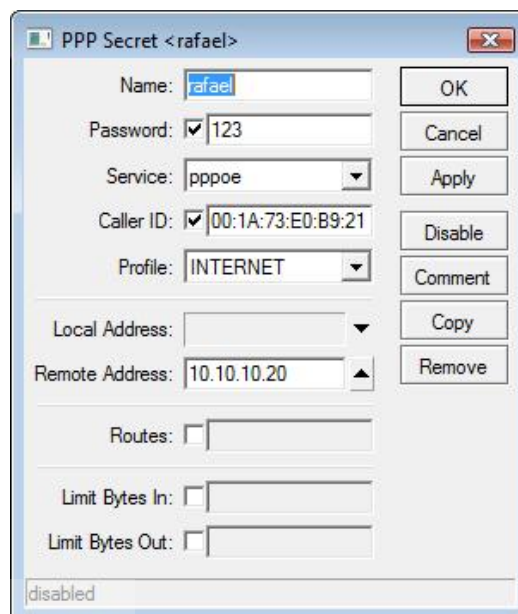 PPP Secret <rafael>
Name: rafael
OK
Password: 123
Cancel
Service: pppoe
Apply
Caller ID: 00:1A:73:E0:B9:21
Disable
Profile: INTERNET
Comment
Local Address:
Copy
Remote Address: 10.10.10.20
Remove
Routes:
Limit Bytes In:
Limit Bytes Out:
disabled